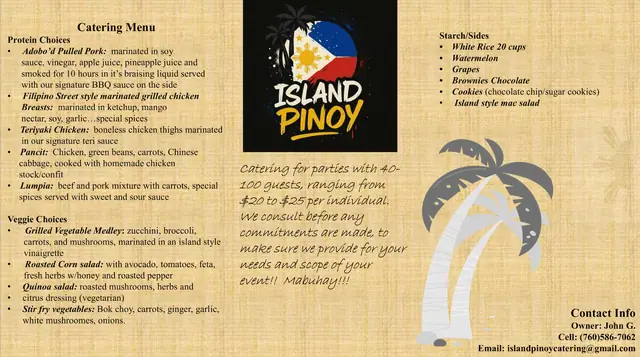 Catering Menu
Protein Choices
• Adobo'd Pulled Pork: marinated in soy
sauce, vinegar, apple juice, pineapple juice and
smoked for 10 hours in it's braising liquid served
with our signature BBQ sauce on the side
• Filipino Street style marinated grilled chicken
Breasts: marinated in ketchup, mango
nectar, soy, garlic…special spices
• Teriyaki Chicken: boneless chicken thighs marinated
in our signature teri sauce
• Pancit: Chicken, green beans, carrots, Chinese
cabbage, cooked with homemade chicken
stock/confit
• Lumpia: beef and pork mixture with carrots, special
spices served with sweet and sour sauce
Veggie Choices
• Grilled Vegetable Medley: zucchini, broccoli,
carrots, and mushrooms, marinated in an island style
vinaigrette
• Roasted Corn salad: with avocado, tomatoes, feta,
fresh herbs w/honey and roasted pepper
• Quinoa salad: roasted mushrooms, herbs and
• citrus dressing (vegetarian)
• Stir fry vegetables: Bok choy, carrots, ginger, garlic,
white mushroomes, onions.
ISLAND
PINOY
Catering for parties with 40-
100 guests, ranging from
$20 to $25 per individual.
We consult before any
commitments are made, to
make sure we provide for your
needs and scope of your
event!! Mabuhay!!!
Starch/Sides
• White Rice 20 cups
• Watermelon
• Grapes
• Brownies Chocolate
• Cookies (chocolate chip/sugar cookies)
• Island style mac salad
Contact Info
Owner: John G.
Cell: (760)586-7062
Email: islandpinoycatering@gmail.com